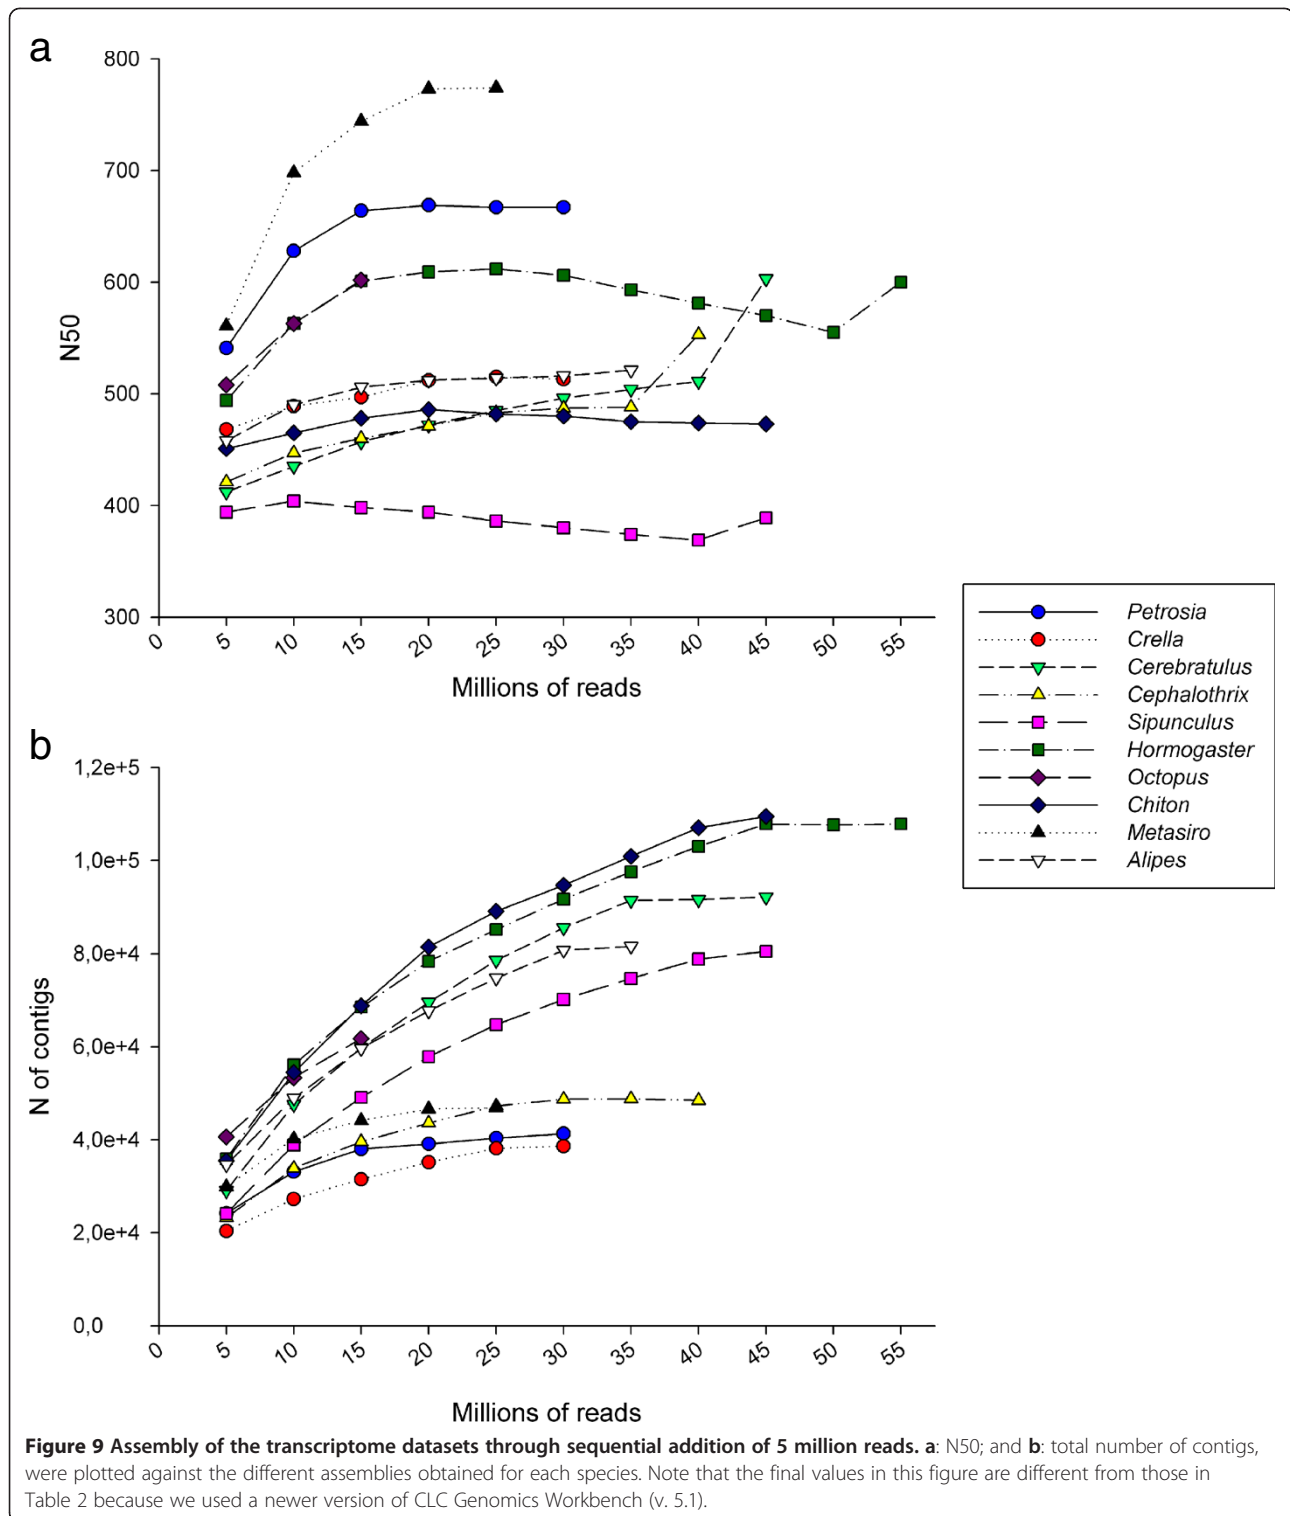 a
800
700
600
500
400
300
N50
0
5
10
15
20
25
30
35
40
45
50
55
Millions of reads
Petrosia
Crella
Cerebratulus
Cephalothrix
Sipunculus
Hormogaster
Octopus
Chiton
Metasiro
Alipes
b
1,2e+5
1,0e+5
8,0e+4
6,0e+4
4,0e+4
2,0e+4
0,0
N of contigs
0
5
10
15
20
25
30
35
40
45
50
55
Millions of reads
Figure 9 Assembly of the transcriptome datasets through sequential addition of 5 million reads. a: N50; and b: total number of contigs,
were plotted against the different assemblies obtained for each species. Note that the final values in this figure are different from those in
Table 2 because we used a newer version of CLC Genomics Workbench (v. 5.1).